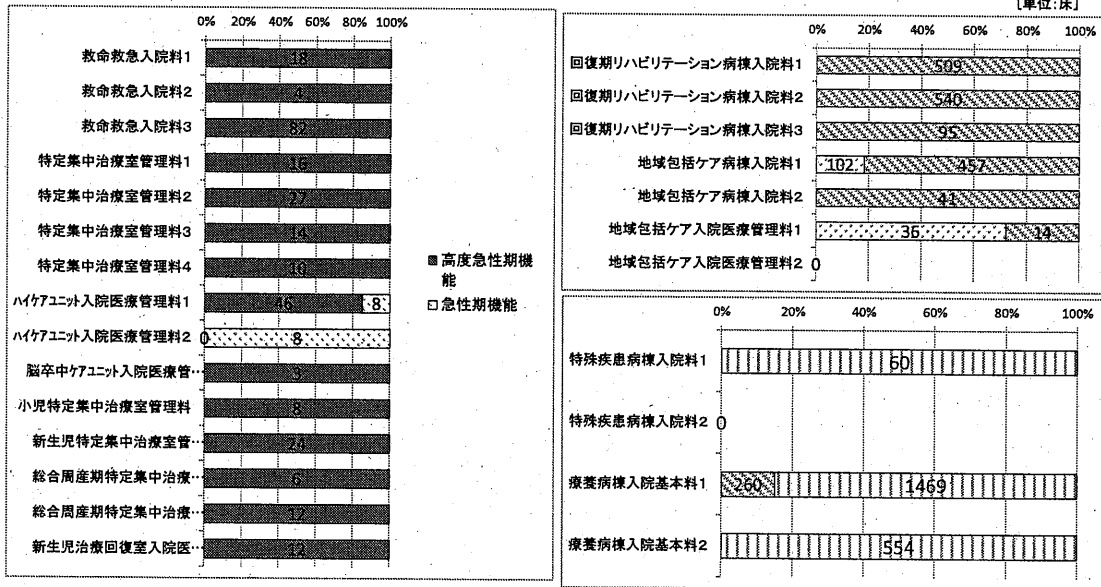 [単位:床]
0% 20% 40% 60% 80% 100%
救命救急入院料1 18
救命救急入院料2 4
救命救急入院料3 82
特定集中治療室管理料1 16
特定集中治療室管理料2 27
特定集中治療室管理料3 14
特定集中治療室管理料4 10
ハイケアユニット入院医療管理料1 46 8
ハイケアユニット入院医療管理料2 0 8
脳卒中ケアユニット入院医療管… 3
小児特定集中治療室管理料 8
新生児特定集中治療室管… 24
総合周産期特定集中治療… 6
総合周産期特定集中治療… 12
新生児治療回復室入院医… 12
■高度急性期機
能
急性期機能
0% 20% 40% 60% 80% 100%
回復期リハビリテーション病棟入院料1 509
回復期リハビリテーション病棟入院料2 540
回復期リハビリテーション病棟入院料3 95
地域包括ケア病棟入院料1 102 457
地域包括ケア病棟入院料2 41
地域包括ケア入院医療管理料1 36 14
地域包括ケア入院医療管理料2 0
0% 20% 40% 60% 80% 100%
特殊疾患病棟入院料1 60
特殊疾患病棟入院料2 0
療養病棟入院基本料1 260 1469
療養病棟入院基本料2 554